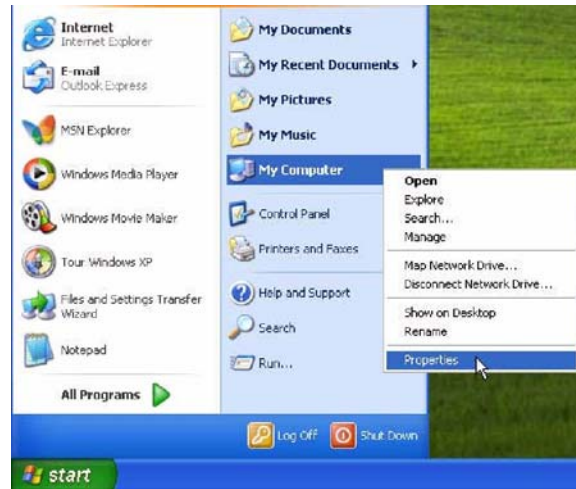 Internet
Internet Explorer
E-mail
Outlook Express
MSN Explorer
Windows Media Player
Windows Movie Maker
Tour Windows XP
Files and Settings Transfer
Wizard
Notepad
All Programs
My Documents
My Recent Documents
My Pictures
My Music
My Computer
Control Panel
Printers and Faxes
Help and Support
Search
Run...
Open
Explore
Search...
Manage
Map Network Drive...
Disconnect Network Drive...
Show on Desktop
Rename
Properties
Log Off
Shut Down
start